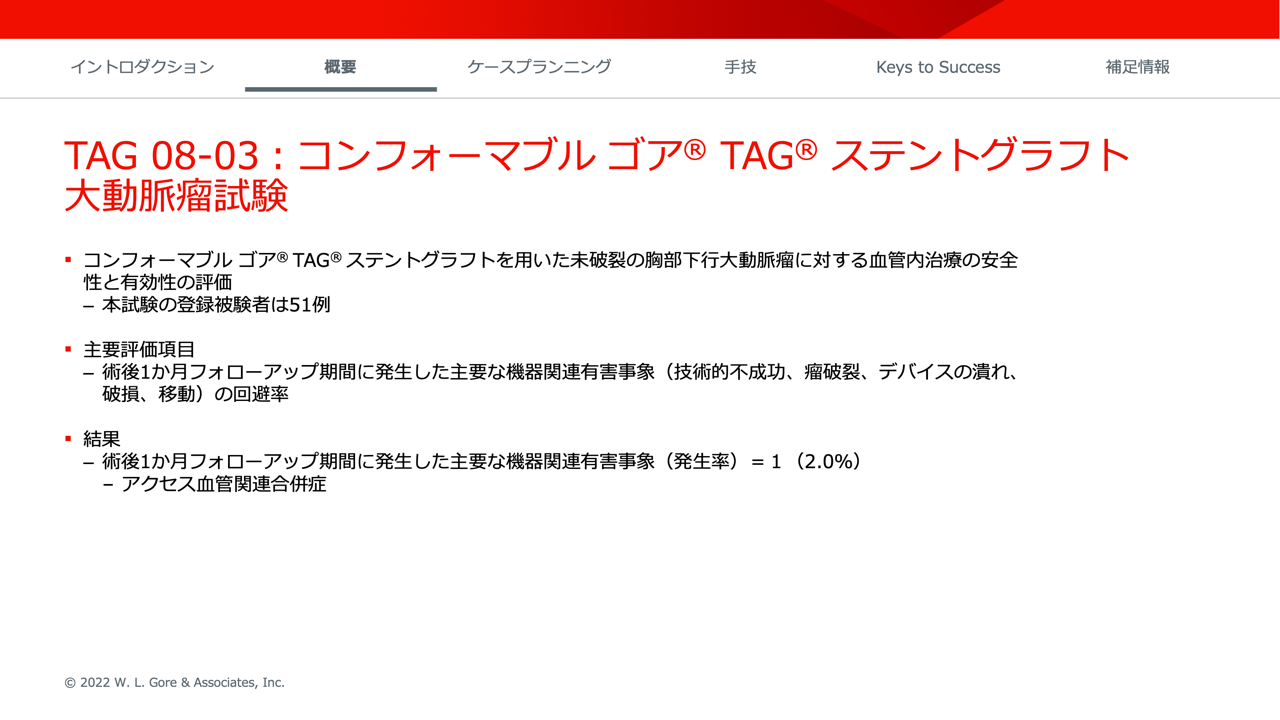 イントロダクション
概要
ケースプランニング
手技
Keys to Success
補足情報
TAG 08-03：コンフォーマブル ゴア® TAG® ステントグラフト
大動脈瘤試験
▪ コンフォーマブル ゴア® TAG® ステントグラフトを用いた未破裂の胸部下行大動脈瘤に対する血管内治療の安全
性と有効性の評価
– 本試験の登録被験者は51例
▪ 主要評価項目
– 術後1か月フォローアップ期間に発生した主要な機器関連有害事象（技術的不成功、瘤破裂、デバイスの潰れ、
破損、移動）の回避率
▪ 結果
– 術後1か月フォローアップ期間に発生した主要な機器関連有害事象（発生率）= 1 （2.0%）
– アクセス血管関連合併症
© 2022 W. L. Gore & Associates, Inc.